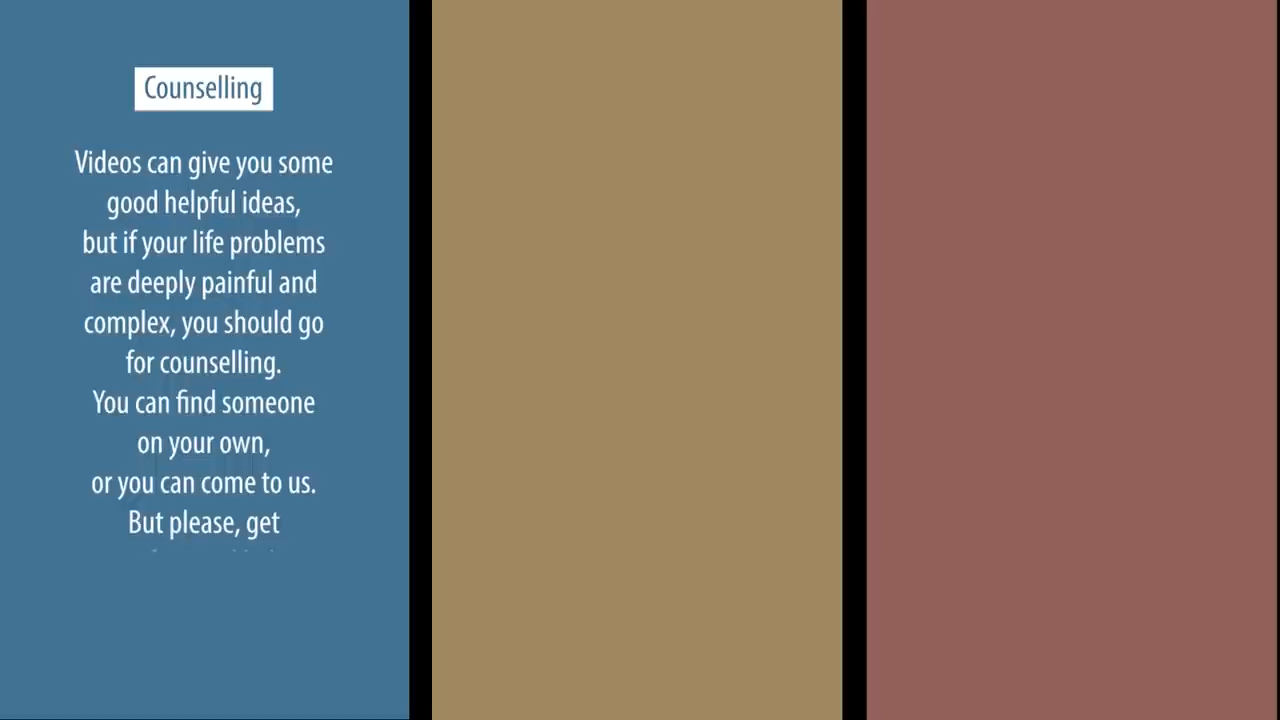 Counselling
Videos can give you some
good helpful ideas,
but if your life problems
are deeply painful and
complex, you should go
for counselling.
You can find someone
on your own,
or you can come to us.
But please, get